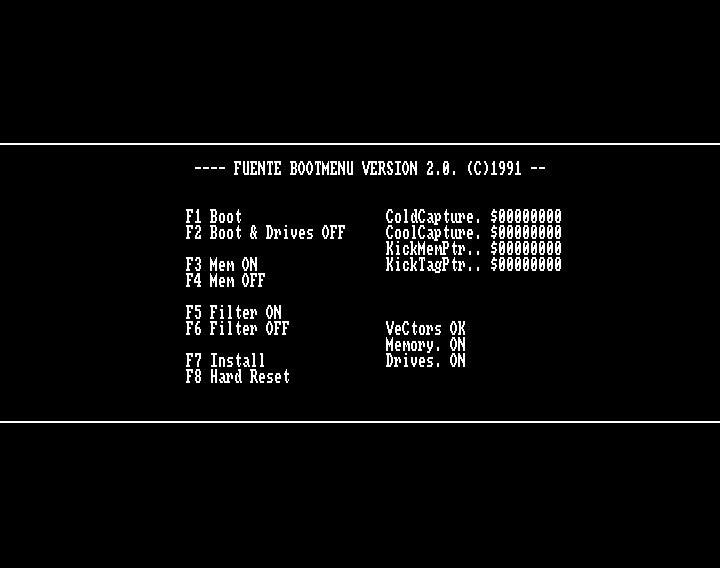 ---- FUENTE BOOTMENU VERSION 2.0. (C)1991 --
F1 Boot ColdCapture. $00000000
F2 Boot & Drives OFF CoolCapture. $00000000
KickMemPtr.. $00000000
F3 Mem ON KickTagPtr.. $00000000
F4 Mem OFF
F5 Filter ON
F6 Filter OFF VeCtors OK
Memory. ON
F7 Install Drives. ON
F8 Hard Reset